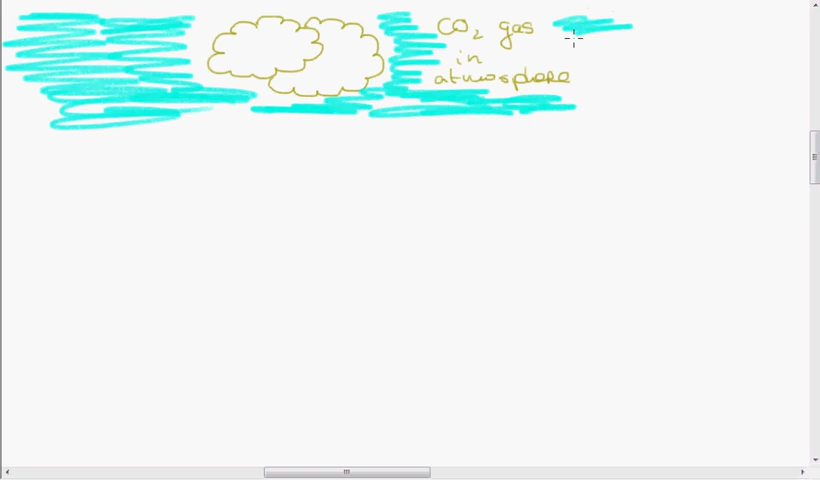 CO₂ gas
in
atmosphere